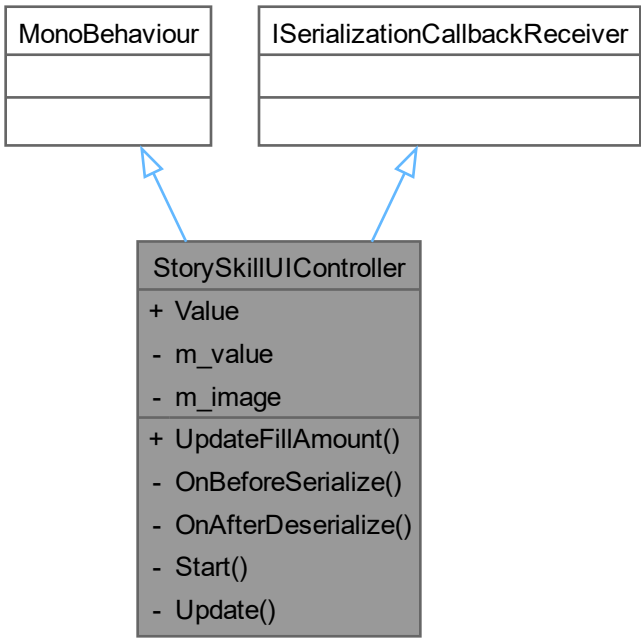 MonoBehaviour
ISerializationCallbackReceiver
StorySkillUIController
+ Value
- m_value
- m_image
+ UpdateFillAmount()
- OnBeforeSerialize()
- OnAfterDeserialize()
- Start()
- Update()